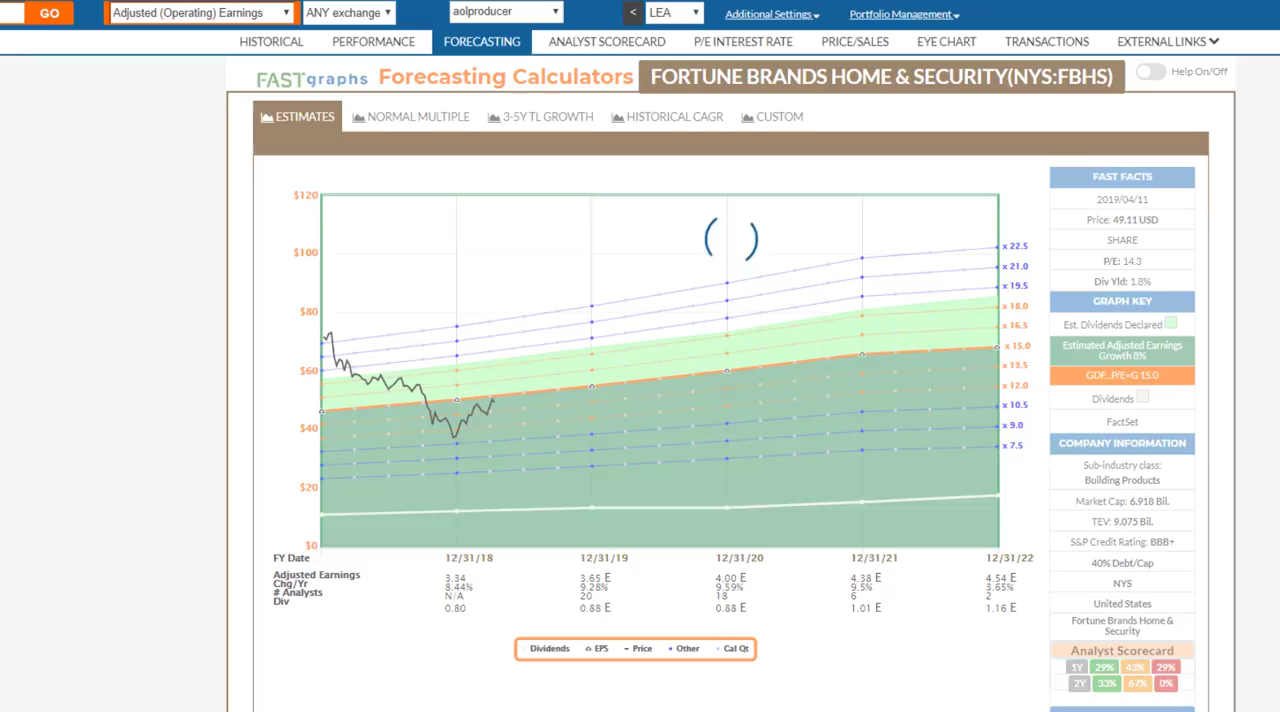 GO Adjusted (Operating) Earnings ANY exchange aolproducer < LEA Additional Settings Portfolio Management
HISTORICAL PERFORMANCE FORECASTING ANALYST SCORECARD P/E INTEREST RATE PRICE/SALES EYE CHART TRANSACTIONS EXTERNAL LINKS
FASTgraphs Forecasting Calculators FORTUNE BRANDS HOME & SECURITY(NYS:FBHS) Help On/Off
ESTIMATES NORMAL MULTIPLE 3-5Y TL GROWTH HISTORICAL CAGR CUSTOM
$120
$100
$80
$60
$40
$20
$0
x 22.5
x 21.0
x 19.5
x 18.0
x 16.5
x 15.0
x 13.5
x 12.0
x 10.5
x 9.0
x 7.5
FY Date 12/31/18 12/31/19 12/31/20 12/31/21 12/31/22
Adjusted Earnings 3.34 3.65 E 4.00 E 4.38 E 4.54 E
Chg/Yr 8.44% 9.28% 9.59% 9.5% 3.65%
# Analysts N/A 20 18 6 2
Div 0.80 0.88 E 0.88 E 1.01 E 1.16 E
Dividends EPS Price Other Cal Qt
FAST FACTS
2019/04/11
Price: 49.11 USD
SHARE
P/E: 14.3
Div Yld: 1.8%
GRAPH KEY
Est. Dividends Declared
Estimated Adjusted Earnings
Growth 8%
GDF...P/E=G 15.0
Dividends
FactSet
COMPANY INFORMATION
Sub-industry class:
Building Products
Market Cap: 6.918 Bil.
TEV: 9.075 Bil.
S&P Credit Rating: BBB+
40% Debt/Cap
NYS
United States
Fortune Brands Home &
Security
Analyst Scorecard
1Y 29% 43% 29%
2Y 33% 67% 0%